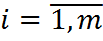 i = \overline{1,m}